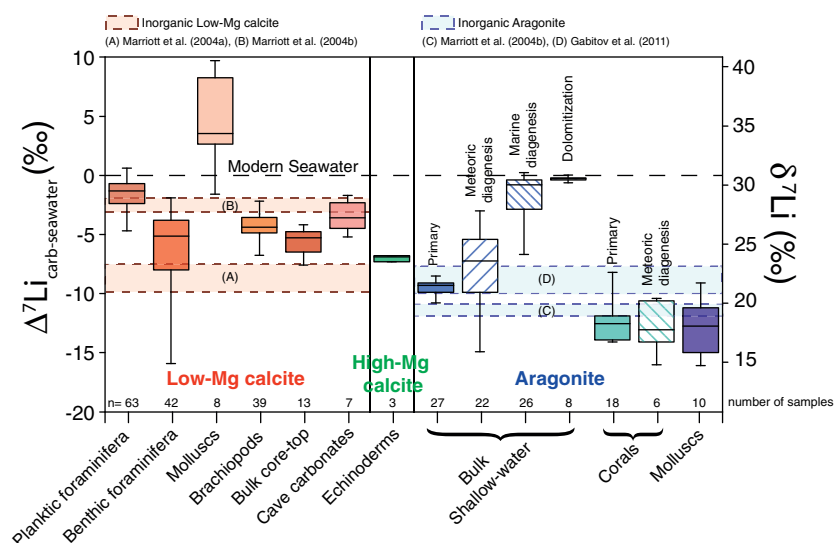 Inorganic Low-Mg calcite
(A) Marriott et al. (2004a), (B) Marriott et al. (2004b)
Inorganic Aragonite
(C) Marriott et al. (2004b), (D) Gabitov et al. (2011)
Δ⁷Li carb-seawater (‰)
10
5
0
-5
-10
-15
-20
δ⁷Li (‰)
40
35
30
25
20
15
Modern Seawater
(B)
(A)
(D)
(C)
Primary
Meteoric
diagenesis
Marine
diagenesis
Dolomitization
Primary
Meteoric
diagenesis
Low-Mg calcite
High-Mg
calcite
Aragonite
n= 63 42 8 39 13 7 3 27 22 26 8 18 6 10 number of samples
Planktic foraminifera
Benthic foraminifera
Molluscs
Brachiopods
Bulk core-top
Cave carbonates
Echinoderms
Bulk
Shallow-water
Corals
Molluscs